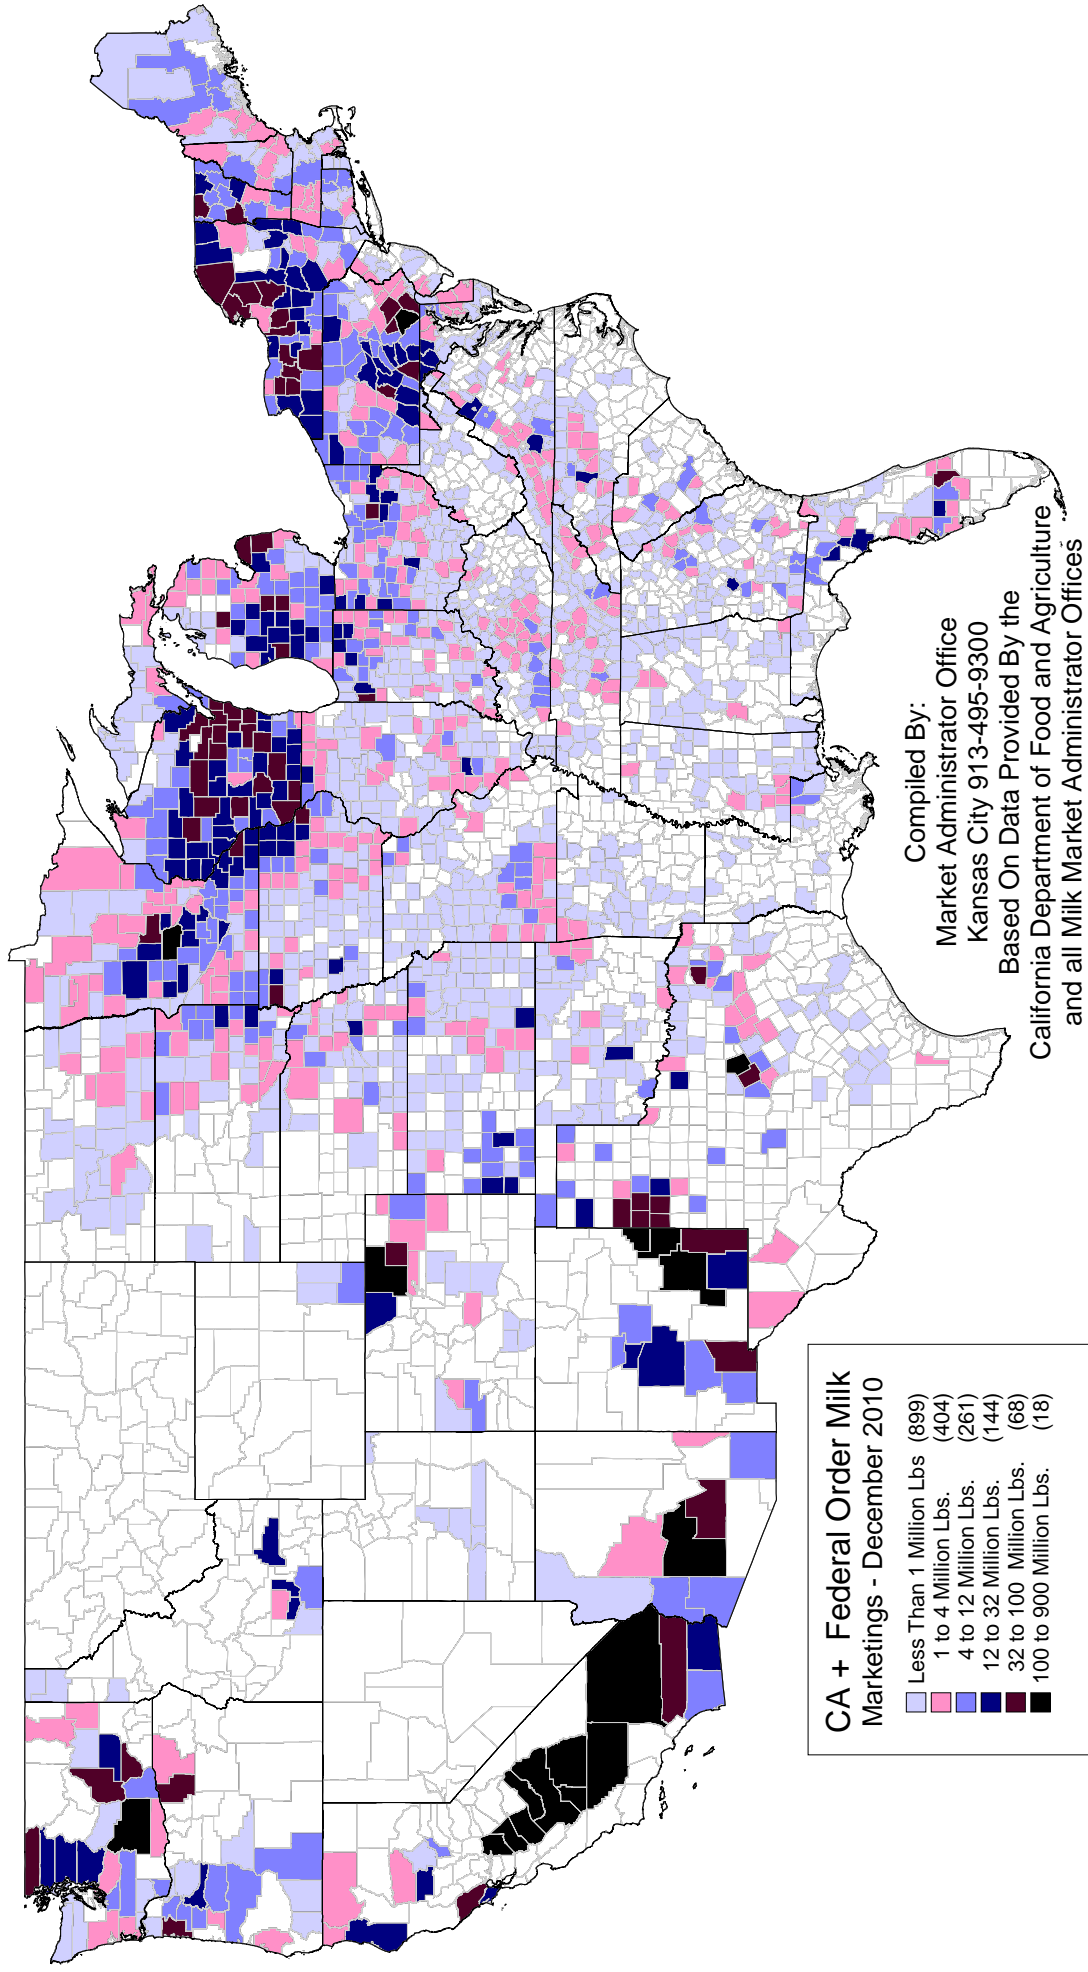 CA + Federal Order Milk
Marketings - December 2010
Less Than 1 Million Lbs (899)
1 to 4 Million Lbs. (404)
4 to 12 Million Lbs. (261)
12 to 32 Million Lbs. (144)
32 to 100 Million Lbs. (68)
100 to 900 Million Lbs. (18)
Compiled By:
Market Administrator Office
Kansas City 913-495-9300
Based On Data Provided By the
California Department of Food and Agriculture
and all Milk Market Administrator Offices